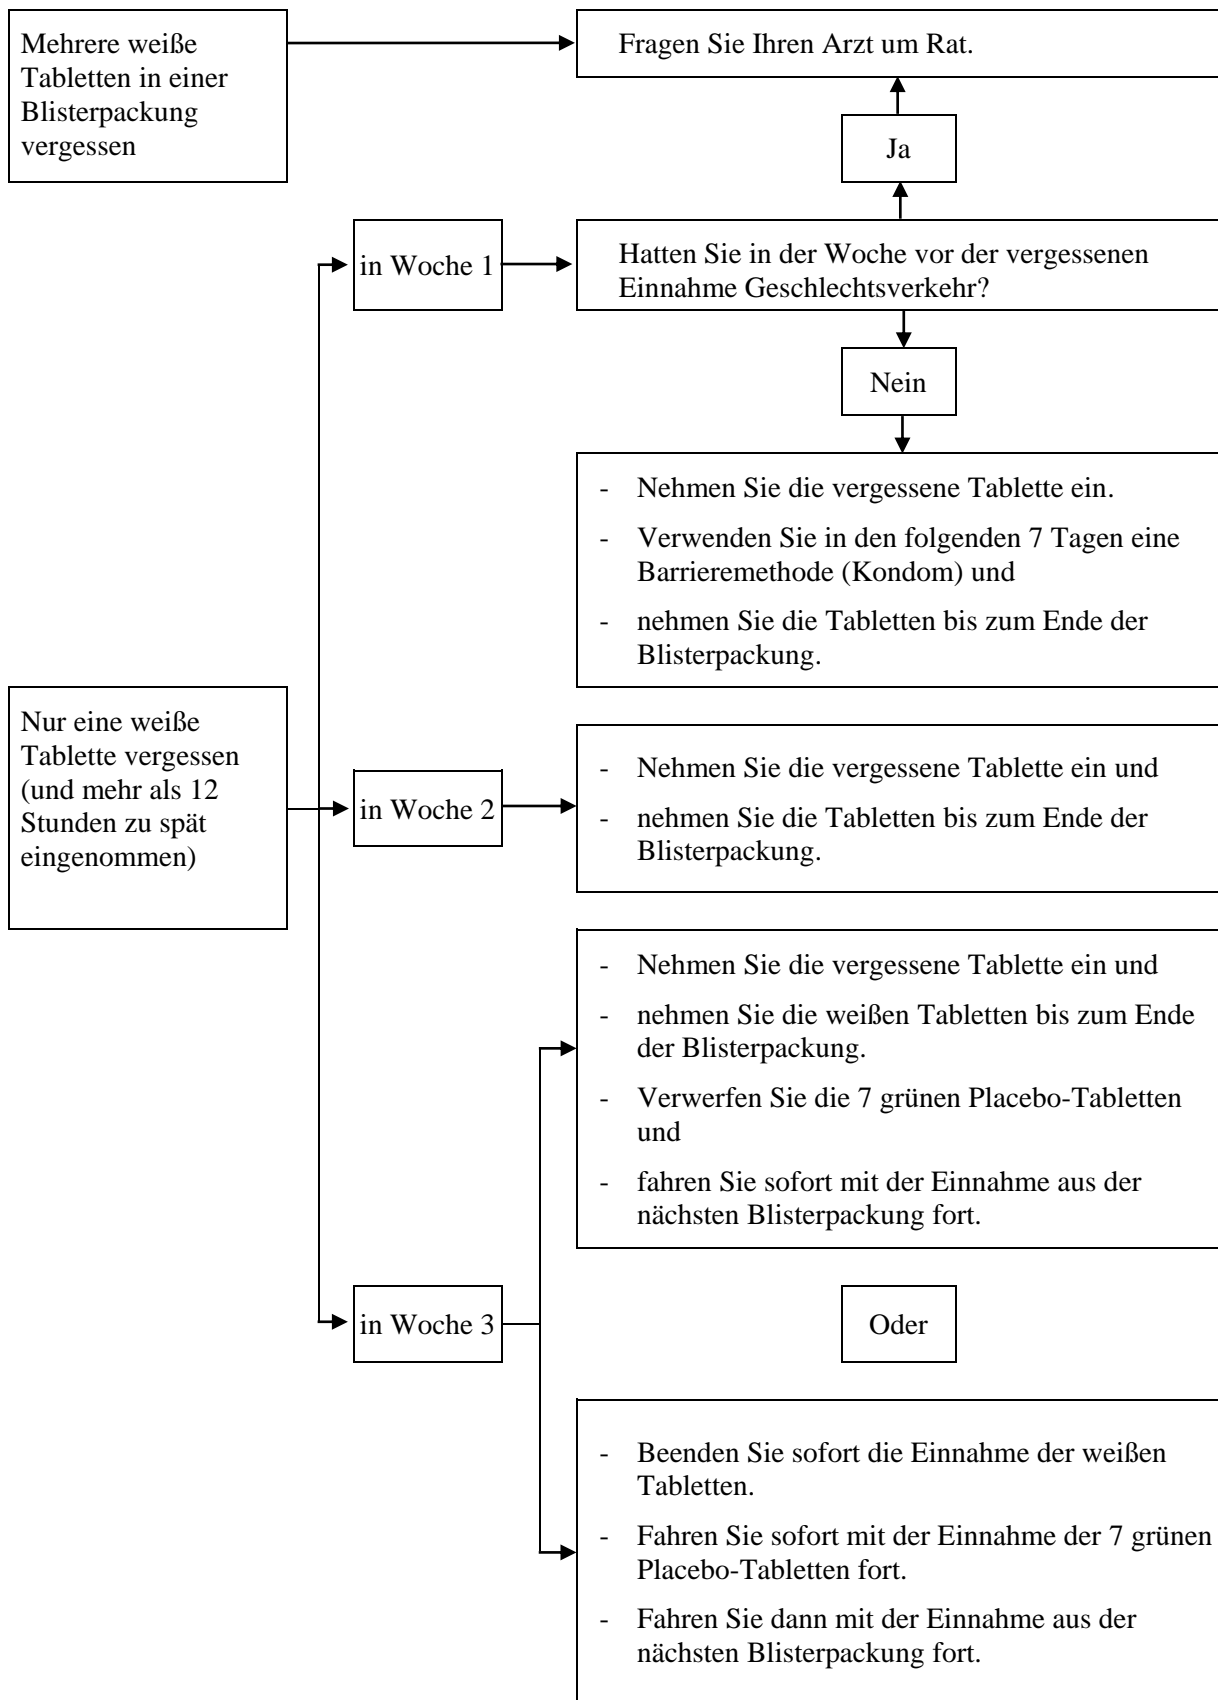 Mehrere weiße
Tabletten in einer
Blisterpackung
vergessen
Fragen Sie Ihren Arzt um Rat.
Ja
in Woche 1
Hatten Sie in der Woche vor der vergessenen
Einnahme Geschlechtsverkehr?
Nein
- Nehmen Sie die vergessene Tablette ein.
- Verwenden Sie in den folgenden 7 Tagen eine
Barrieremethode (Kondom) und
- nehmen Sie die Tabletten bis zum Ende der
Blisterpackung.
Nur eine weiße
Tablette vergessen
(und mehr als 12
Stunden zu spät
eingenommen)
in Woche 2
- Nehmen Sie die vergessene Tablette ein und
- nehmen Sie die Tabletten bis zum Ende der
Blisterpackung.
- Nehmen Sie die vergessene Tablette ein und
- nehmen Sie die weißen Tabletten bis zum Ende
der Blisterpackung.
- Verwerfen Sie die 7 grünen Placebo-Tabletten
und
- fahren Sie sofort mit der Einnahme aus der
nächsten Blisterpackung fort.
in Woche 3
Oder
- Beenden Sie sofort die Einnahme der weißen
Tabletten.
- Fahren Sie sofort mit der Einnahme der 7 grünen
Placebo-Tabletten fort.
- Fahren Sie dann mit der Einnahme aus der
nächsten Blisterpackung fort.